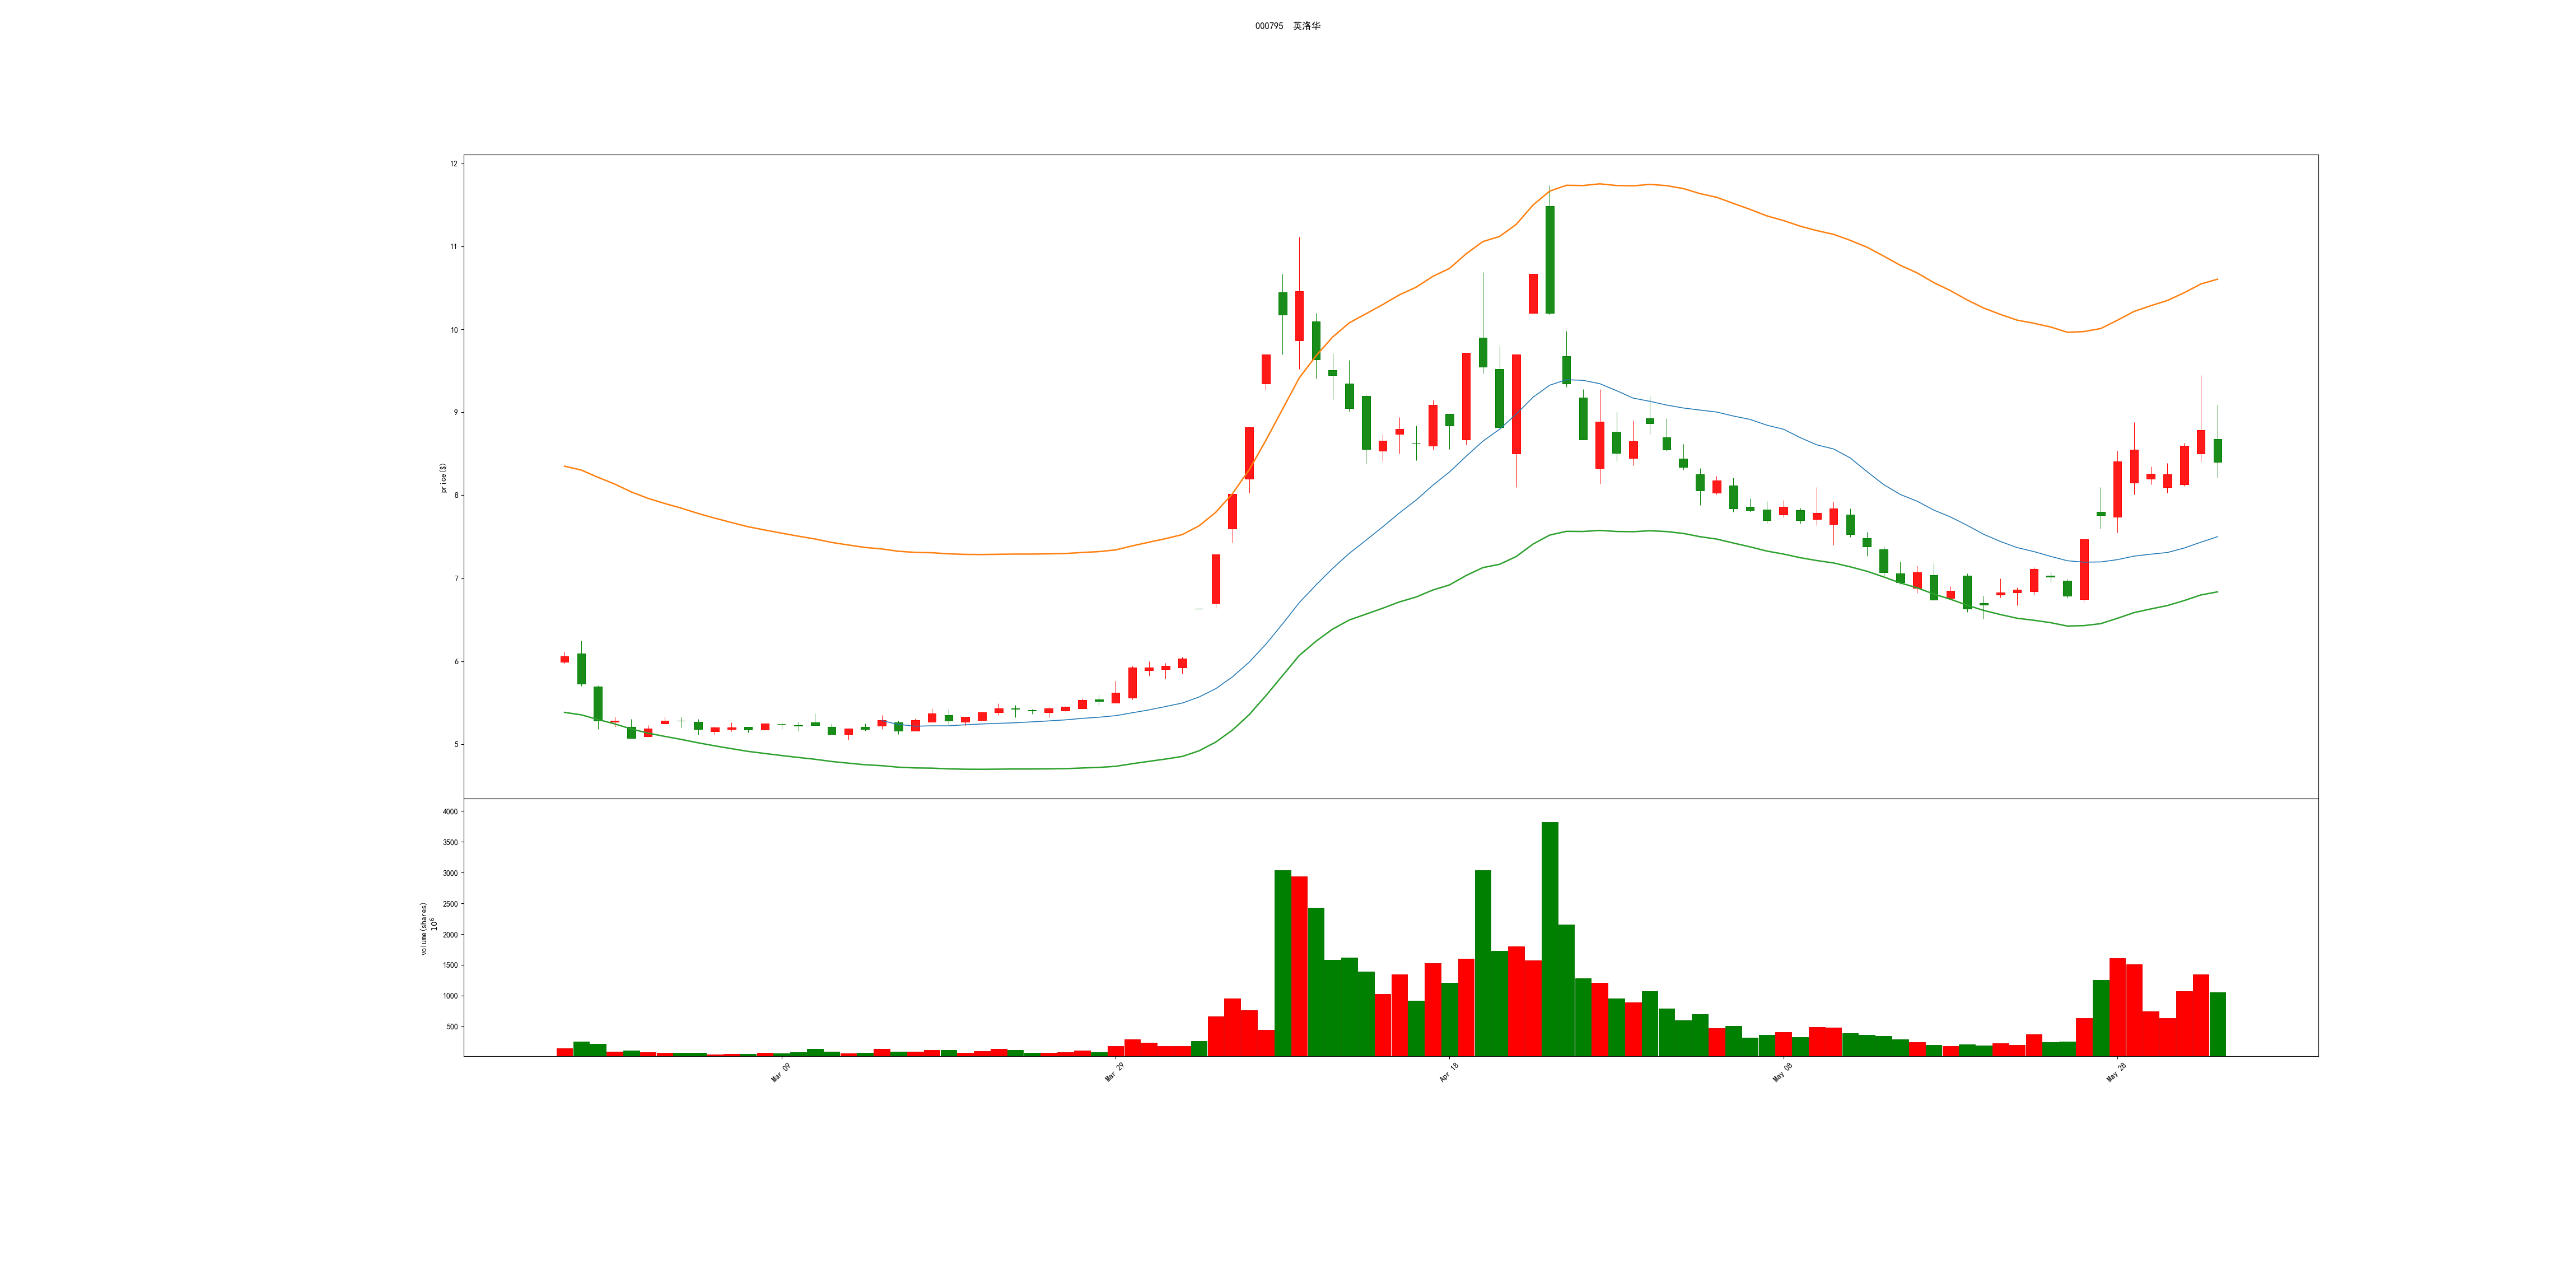 000795 英洛华
12
11
10
9
8
7
6
5
price($)
4000
3500
3000
2500
2000
1500
1000
500
volume(shares)
10⁶
Mar 09
Mar 29
Apr 18
May 08
May 28